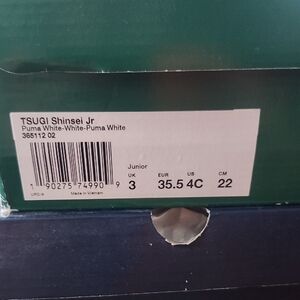 TSUGI Shinsei Jr
Puma White-White-Puma White
365112 02
Junior
UK EUR US CM
3 35.5 4C 22
1 90275 74990 9
UPC-A Made in Vietnam